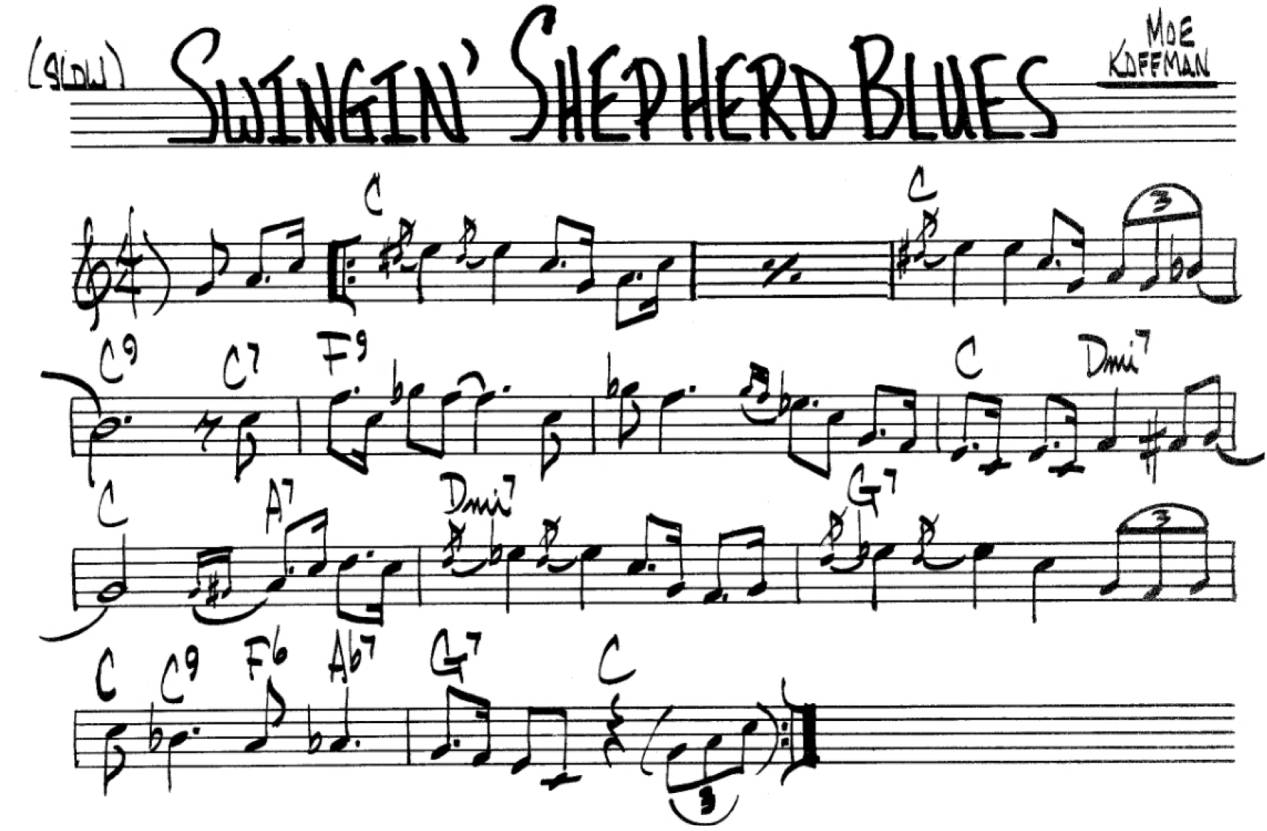 (SLOW) SWINGIN' SHEPHERD BLUES MOE
KOFFMAN
C C
4
4 3
C9 C7 F9 C Dmi7
C A7 Dmi7 G7
3
C C9 F6 Ab7 G7 C
3